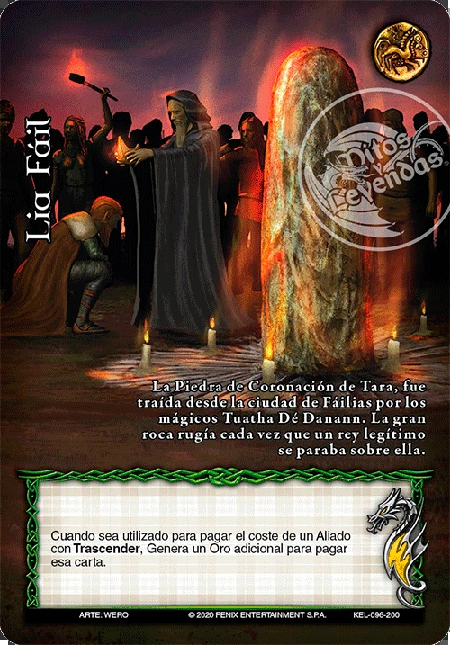 Lia Fáil
Mitos
y
Leyendas
La Piedra de Coronación de Tara, fue
traída desde la ciudad de Fáilias por los
mágicos Tuatha Dé Danann. La gran
roca rugía cada vez que un rey legítimo
se paraba sobre ella.
Cuando sea utilizado para pagar el coste de un Aliado
con Trascender, Genera un Oro adicional para pagar
esa carta.
ARTE. WERO © 2020 FENIX ENTERTAINMENT S.P.A. KEL-096-200